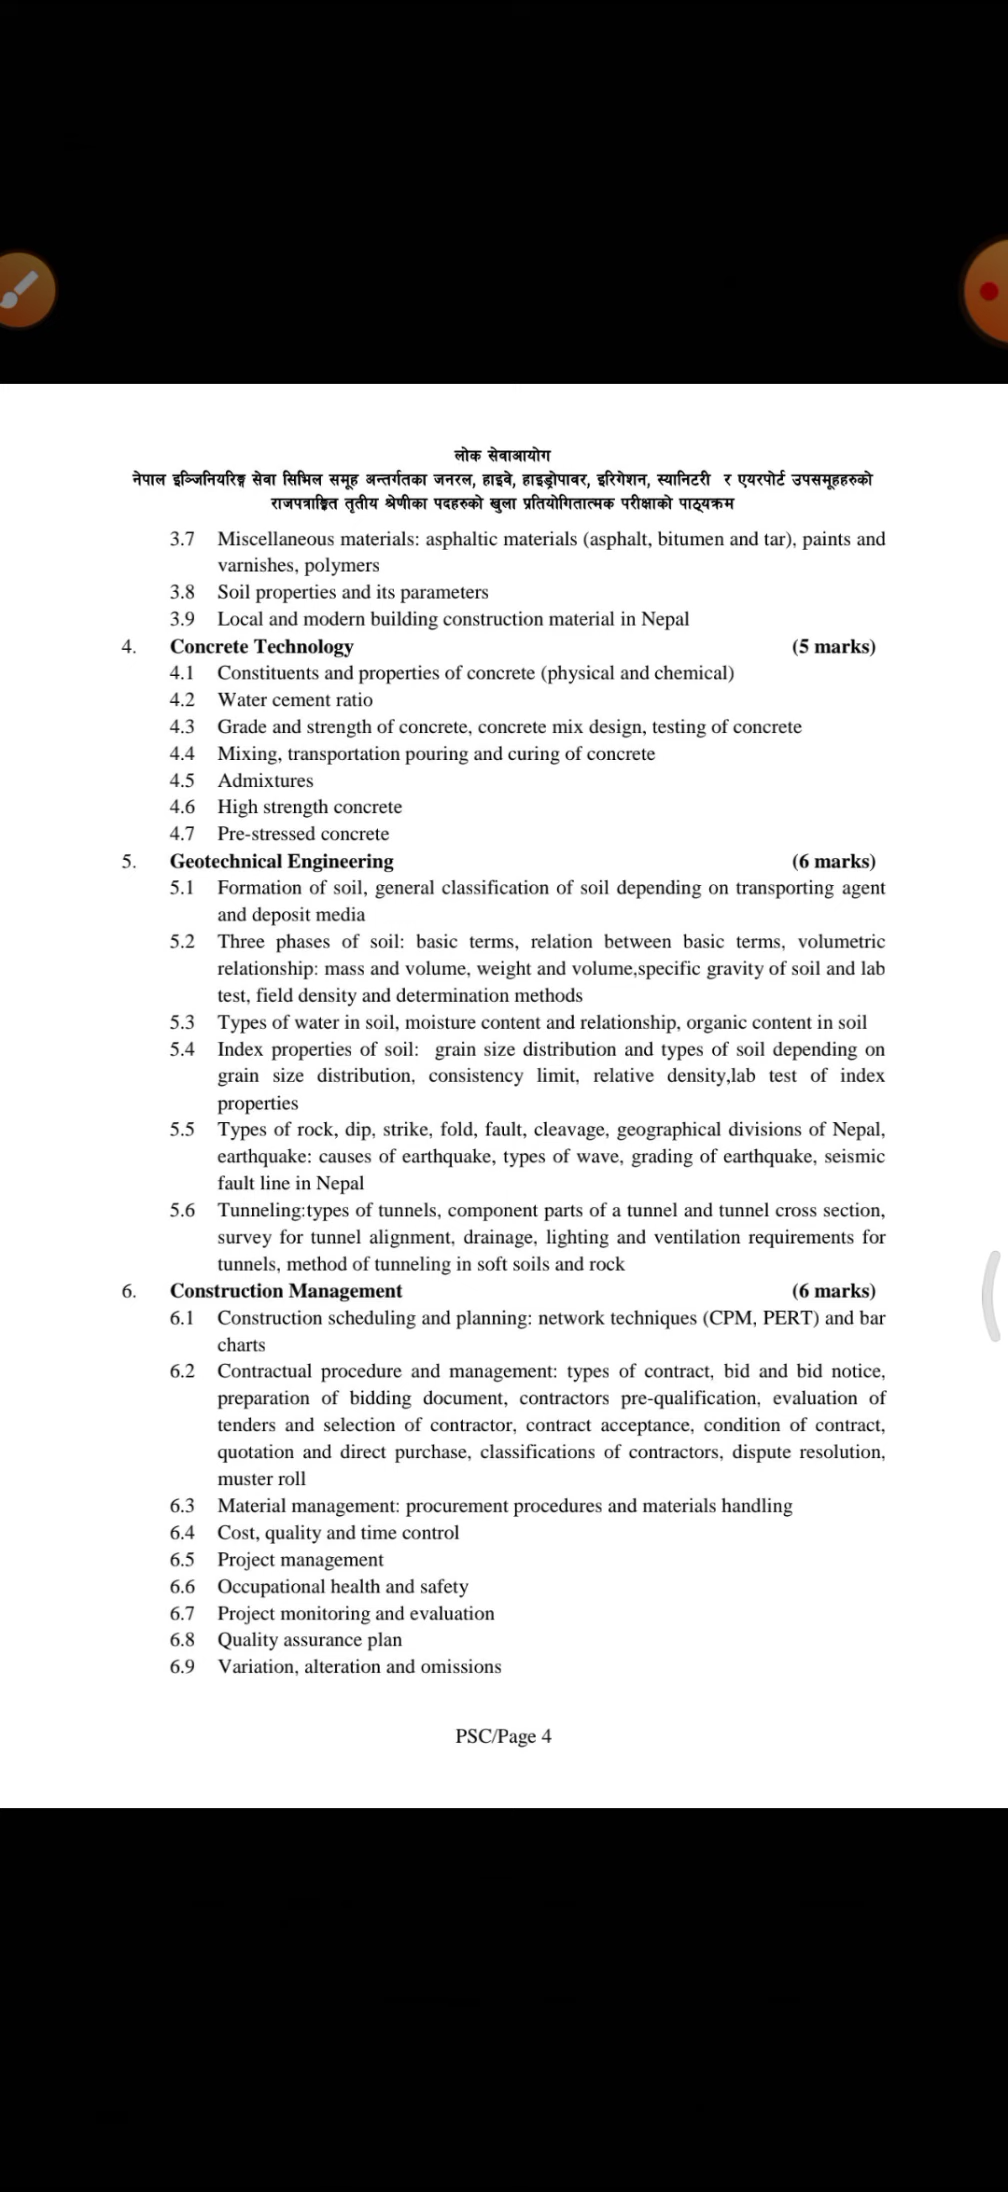 लोक सेवाआयोग
नेपाल इञ्जिनियरिङ्ग सेवा सिभिल समूह अन्तर्गतका जनरल, हाइवे, हाइड्रोपावर, इरिगेशन, स्यानिटरी र एयरपोर्ट उपसमूहहरुको
राजपत्राङ्कित तृतीय श्रेणीका पदहरुको खुला प्रतियोगितात्मक परीक्षाको पाठ्यक्रम
3.7 Miscellaneous materials: asphaltic materials (asphalt, bitumen and tar), paints and
varnishes, polymers
3.8 Soil properties and its parameters
3.9 Local and modern building construction material in Nepal
4. Concrete Technology (5 marks)
4.1 Constituents and properties of concrete (physical and chemical)
4.2 Water cement ratio
4.3 Grade and strength of concrete, concrete mix design, testing of concrete
4.4 Mixing, transportation pouring and curing of concrete
4.5 Admixtures
4.6 High strength concrete
4.7 Pre-stressed concrete
5. Geotechnical Engineering (6 marks)
5.1 Formation of soil, general classification of soil depending on transporting agent
and deposit media
5.2 Three phases of soil: basic terms, relation between basic terms, volumetric
relationship: mass and volume, weight and volume,specific gravity of soil and lab
test, field density and determination methods
5.3 Types of water in soil, moisture content and relationship, organic content in soil
5.4 Index properties of soil: grain size distribution and types of soil depending on
grain size distribution, consistency limit, relative density,lab test of index
properties
5.5 Types of rock, dip, strike, fold, fault, cleavage, geographical divisions of Nepal,
earthquake: causes of earthquake, types of wave, grading of earthquake, seismic
fault line in Nepal
5.6 Tunneling:types of tunnels, component parts of a tunnel and tunnel cross section,
survey for tunnel alignment, drainage, lighting and ventilation requirements for
tunnels, method of tunneling in soft soils and rock
6. Construction Management (6 marks)
6.1 Construction scheduling and planning: network techniques (CPM, PERT) and bar
charts
6.2 Contractual procedure and management: types of contract, bid and bid notice,
preparation of bidding document, contractors pre-qualification, evaluation of
tenders and selection of contractor, contract acceptance, condition of contract,
quotation and direct purchase, classifications of contractors, dispute resolution,
muster roll
6.3 Material management: procurement procedures and materials handling
6.4 Cost, quality and time control
6.5 Project management
6.6 Occupational health and safety
6.7 Project monitoring and evaluation
6.8 Quality assurance plan
6.9 Variation, alteration and omissions
PSC/Page 4